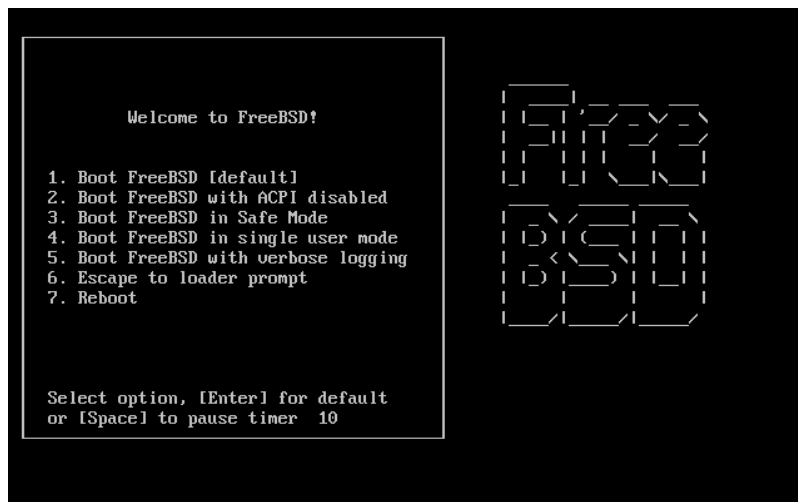 Welcome to FreeBSD!
1. Boot FreeBSD [default]
2. Boot FreeBSD with ACPI disabled
3. Boot FreeBSD in Safe Mode
4. Boot FreeBSD in single user mode
5. Boot FreeBSD with verbose logging
6. Escape to loader prompt
7. Reboot
Select option, [Enter] for default
or [Space] to pause timer  10
Free
BSD